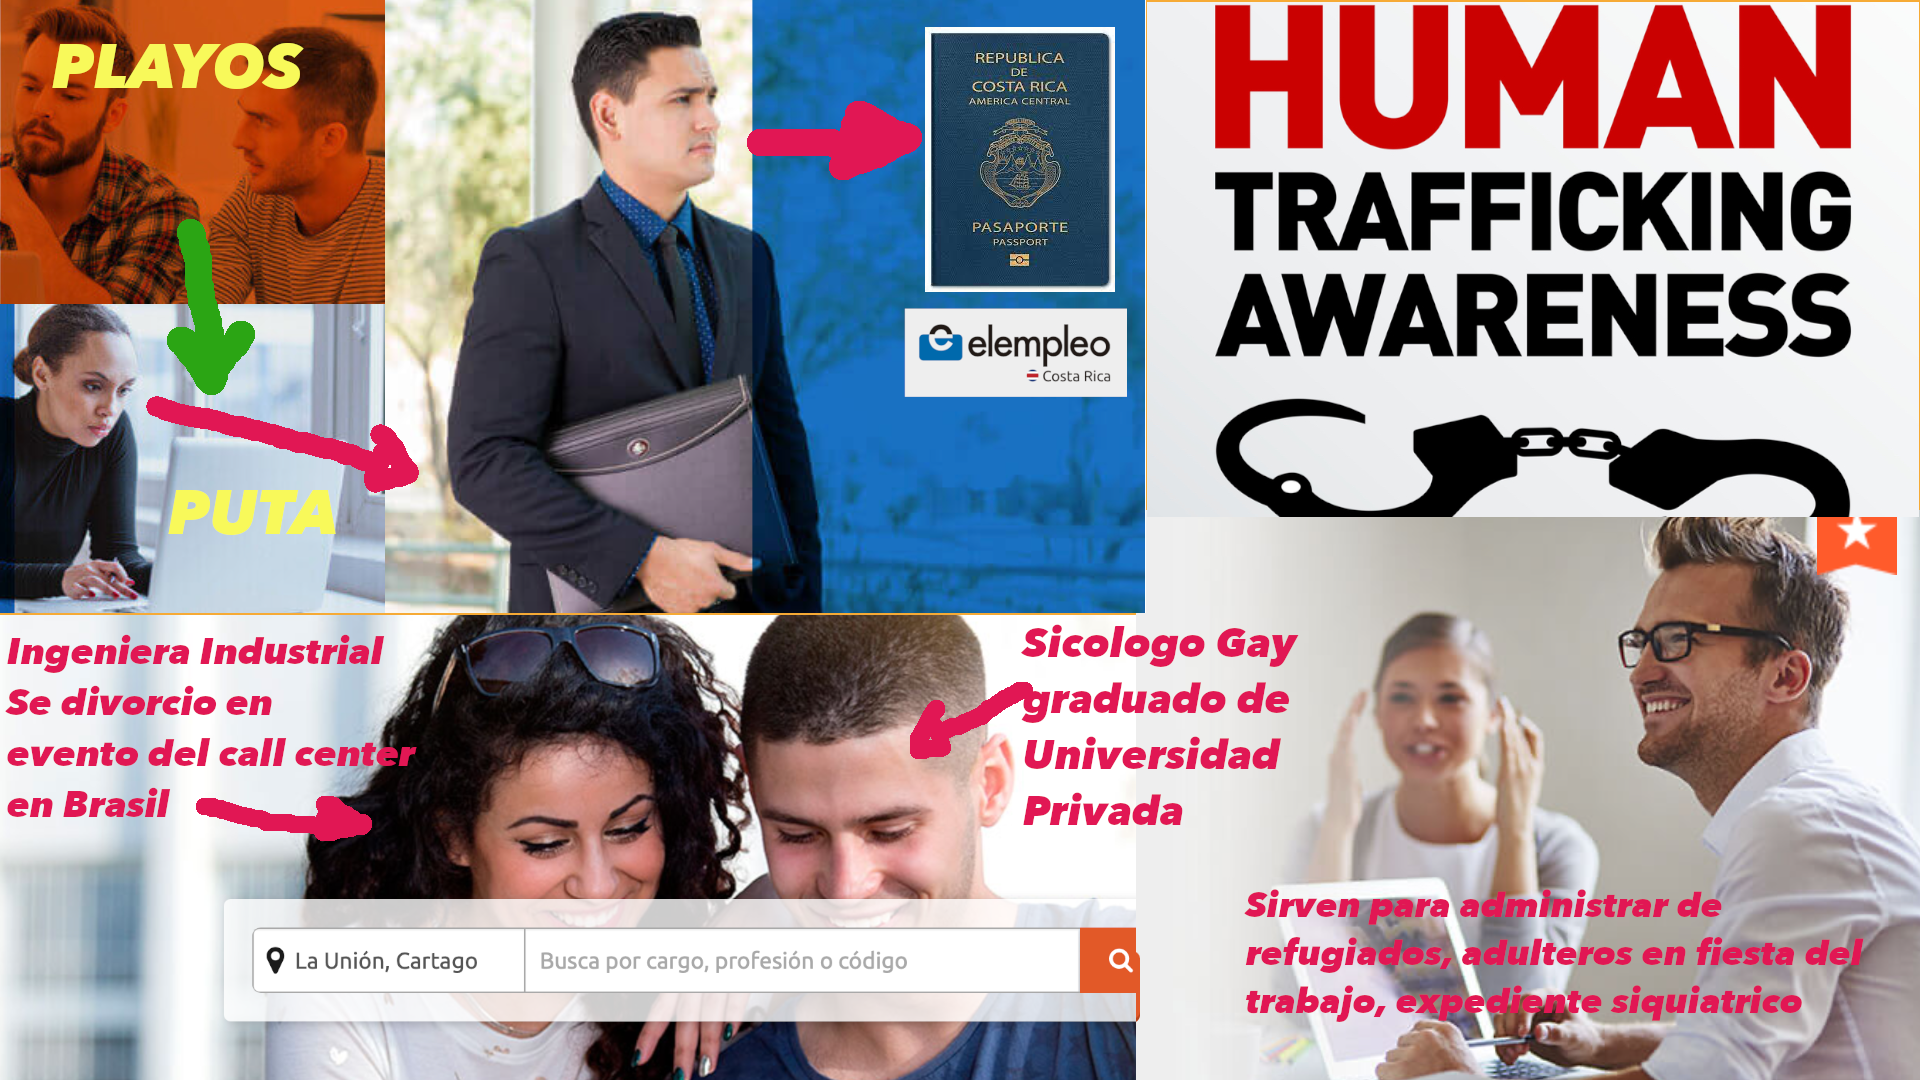 PLAYOS
PUTA
REPUBLICA
DE
COSTA RICA
AMERICA CENTRAL
PASAPORTE
PASSPORT
elempleo
Costa Rica
HUMAN
TRAFFICKING
AWARENESS
Ingeniera Industrial
Se divorcio en
evento del call center
en Brasil
Sicologo Gay
graduado de
Universidad
Privada
La Unión, Cartago
Busca por cargo, profesión o código
Sirven para administrar de
refugiados, adulteros en fiesta del
trabajo, expediente siquiatrico